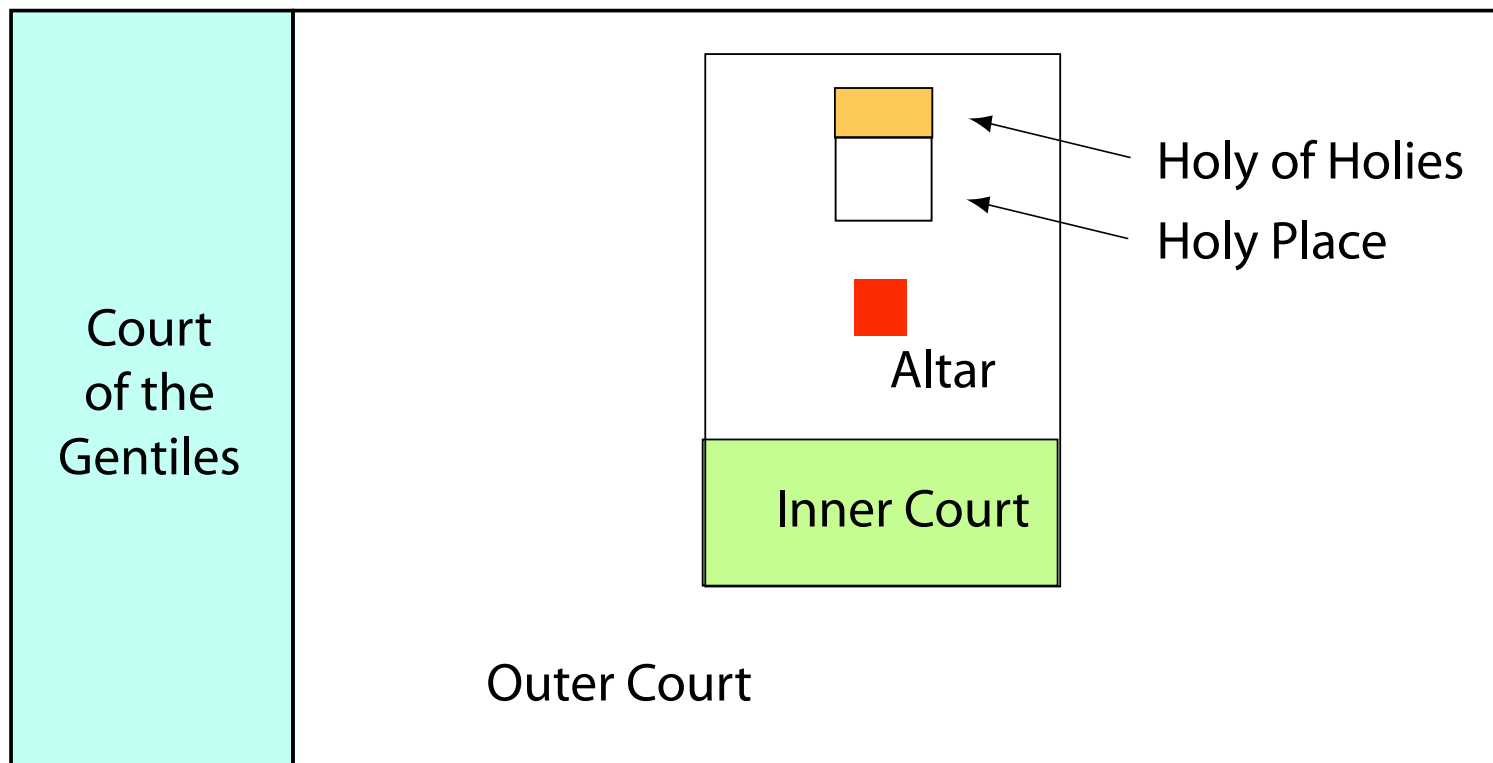 Holy of Holies
Holy Place
Court
of the
Gentiles
Altar
Inner Court
Outer Court